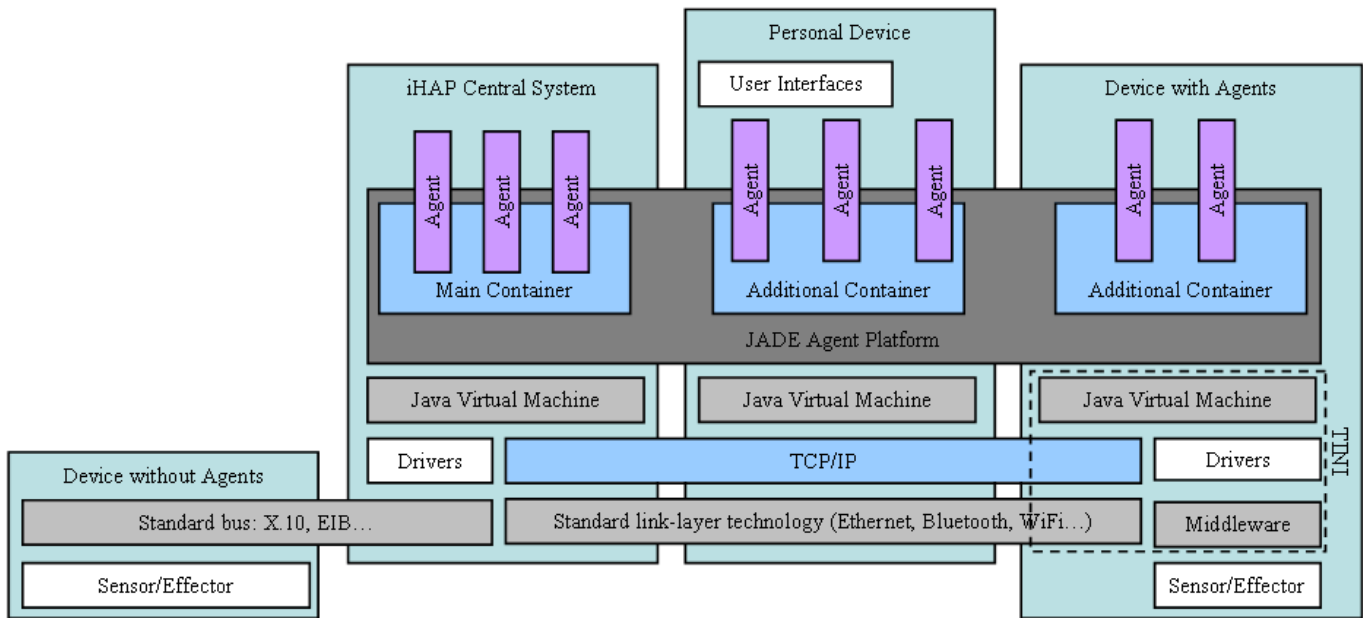 Personal Device
iHAP Central System
User Interfaces
Device with Agents
Agent
Agent
Agent
Agent
Agent
Agent
Agent
Agent
Main Container
Additional Container
Additional Container
JADE Agent Platform
Java Virtual Machine
Java Virtual Machine
Java Virtual Machine
TINI
Drivers
TCP/IP
Drivers
Device without Agents
Standard bus: X.10, EIB...
Standard link-layer technology (Ethernet, Bluetooth, WiFi...)
Middleware
Sensor/Effector
Sensor/Effector